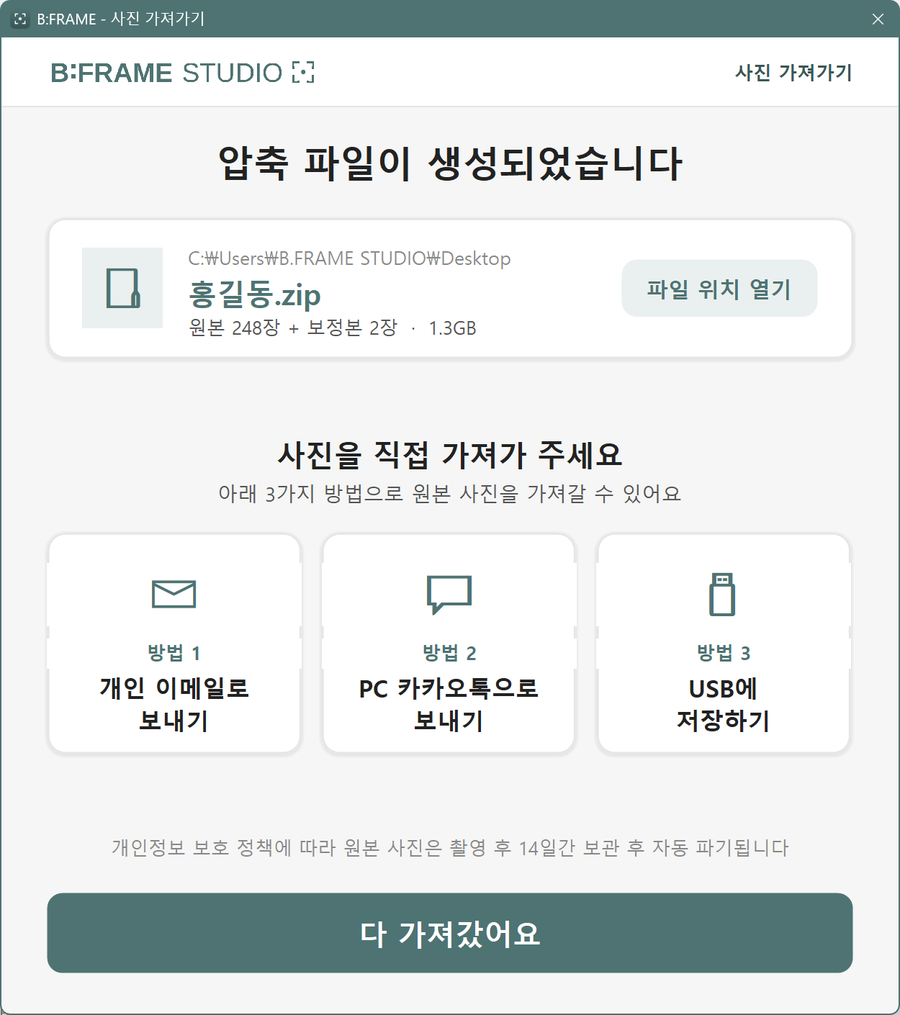 B:FRAME - 사진 가져가기
B:FRAME STUDIO
사진 가져가기
압축 파일이 생성되었습니다
C:₩Users₩B.FRAME STUDIO₩Desktop
홍길동.zip
원본 248장 + 보정본 2장 · 1.3GB
파일 위치 열기
사진을 직접 가져가 주세요
아래 3가지 방법으로 원본 사진을 가져갈 수 있어요
방법 1
개인 이메일로
보내기
방법 2
PC 카카오톡으로
보내기
방법 3
USB에
저장하기
개인정보 보호 정책에 따라 원본 사진은 촬영 후 14일간 보관 후 자동 파기됩니다
다 가져갔어요